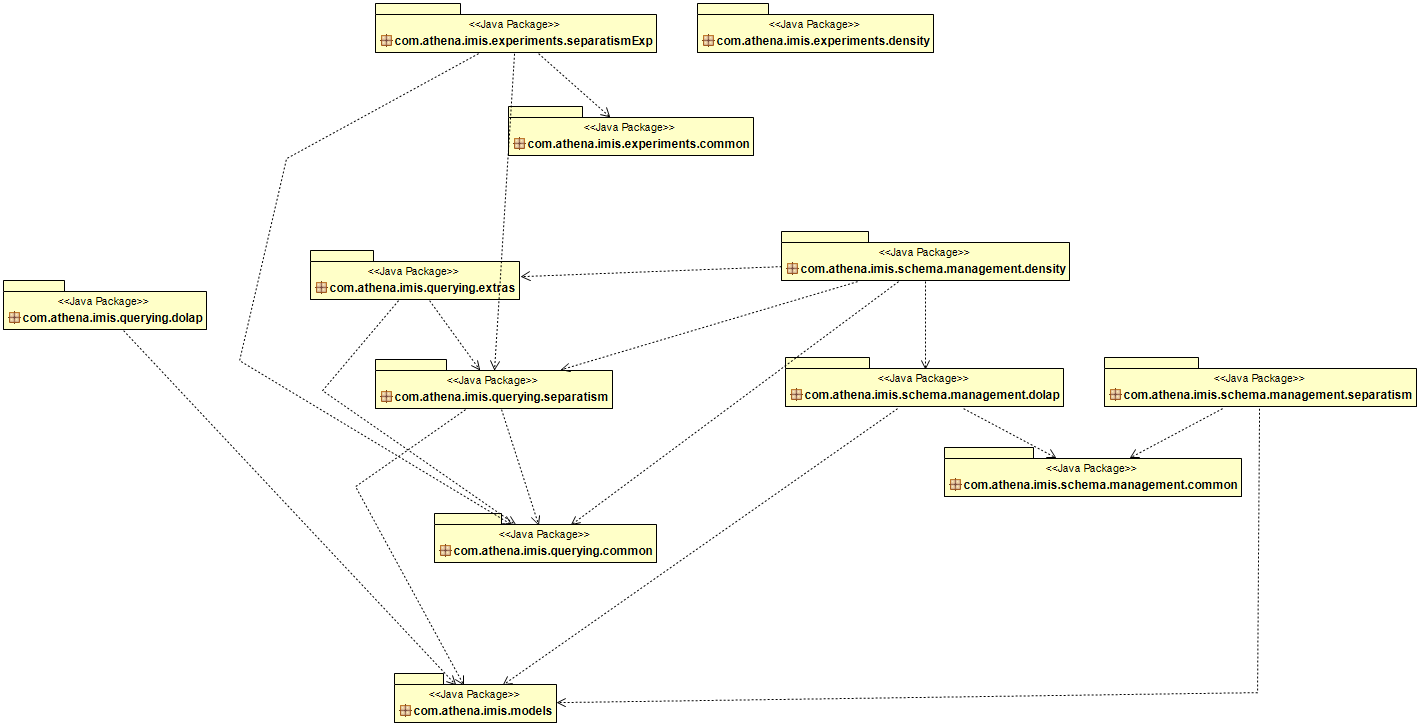 <<Java Package>>
com.athena.imis.experiments.separatismExp
<<Java Package>>
com.athena.imis.experiments.density
<<Java Package>>
com.athena.imis.experiments.common
<<Java Package>>
com.athena.imis.schema.management.density
<<Java Package>>
com.athena.imis.querying.extras
<<Java Package>>
com.athena.imis.querying.dolap
<<Java Package>>
com.athena.imis.querying.separatism
<<Java Package>>
com.athena.imis.schema.management.dolap
<<Java Package>>
com.athena.imis.schema.management.separatism
<<Java Package>>
com.athena.imis.schema.management.common
<<Java Package>>
com.athena.imis.querying.common
<<Java Package>>
com.athena.imis.models